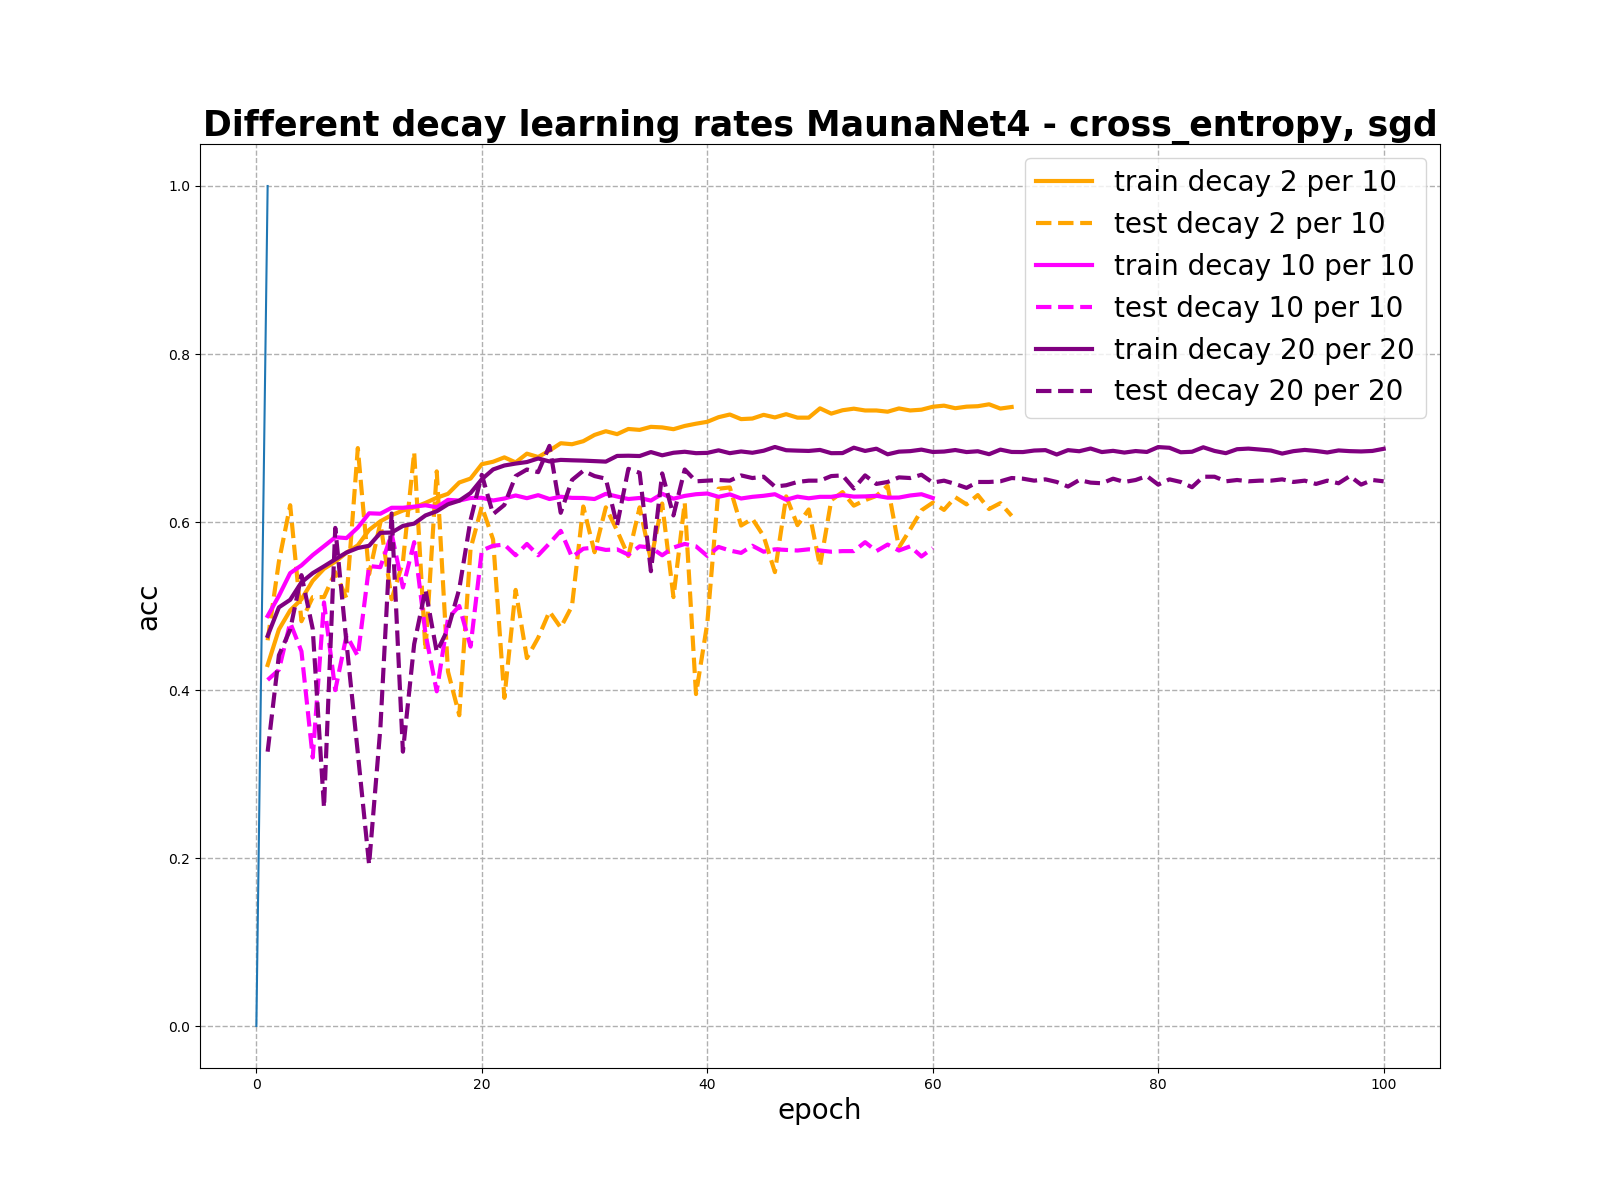 Different decay learning rates MaunaNet4 - cross_entropy, sgd
train decay 2 per 10
test decay 2 per 10
train decay 10 per 10
test decay 10 per 10
train decay 20 per 20
test decay 20 per 20
1.0
0.8
0.6
0.4
0.2
0.0
acc
0 20 40 60 80 100
epoch